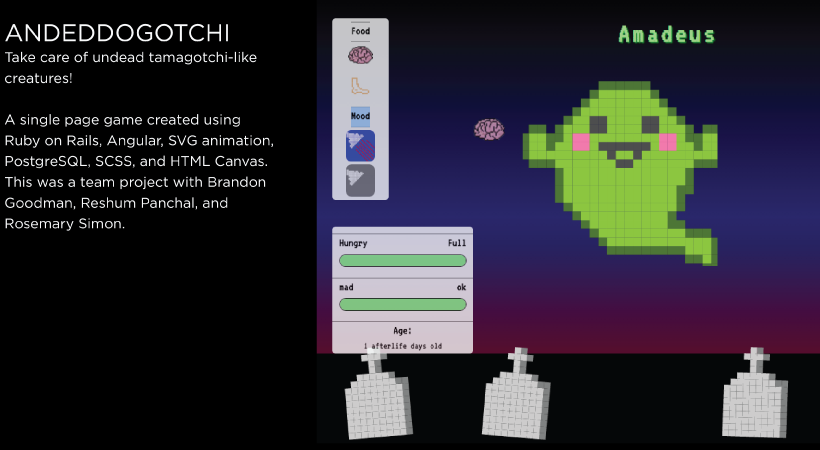 ANDEDDOGOTCHI
Take care of undead tamagotchi-like
creatures!
A single page game created using
Ruby on Rails, Angular, SVG animation,
PostgreSQL, SCSS, and HTML Canvas.
This was a team project with Brandon
Goodman, Reshum Panchal, and
Rosemary Simon.
Food
Mood
Amadeus
Hungry Full
mad ok
Age:
1 afterlife days old